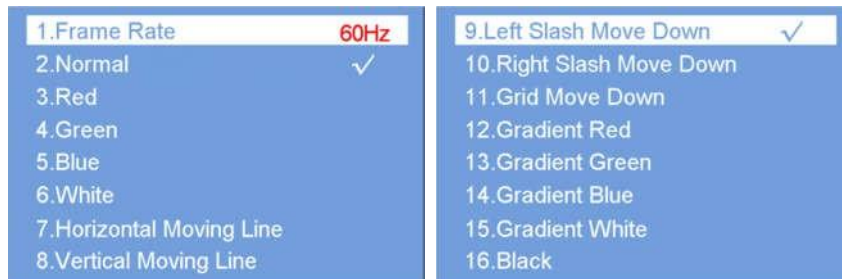 1.Frame Rate 60Hz
2.Normal √
3.Red
4.Green
5.Blue
6.White
7.Horizontal Moving Line
8.Vertical Moving Line
9.Left Slash Move Down √
10.Right Slash Move Down
11.Grid Move Down
12.Gradient Red
13.Gradient Green
14.Gradient Blue
15.Gradient White
16.Black